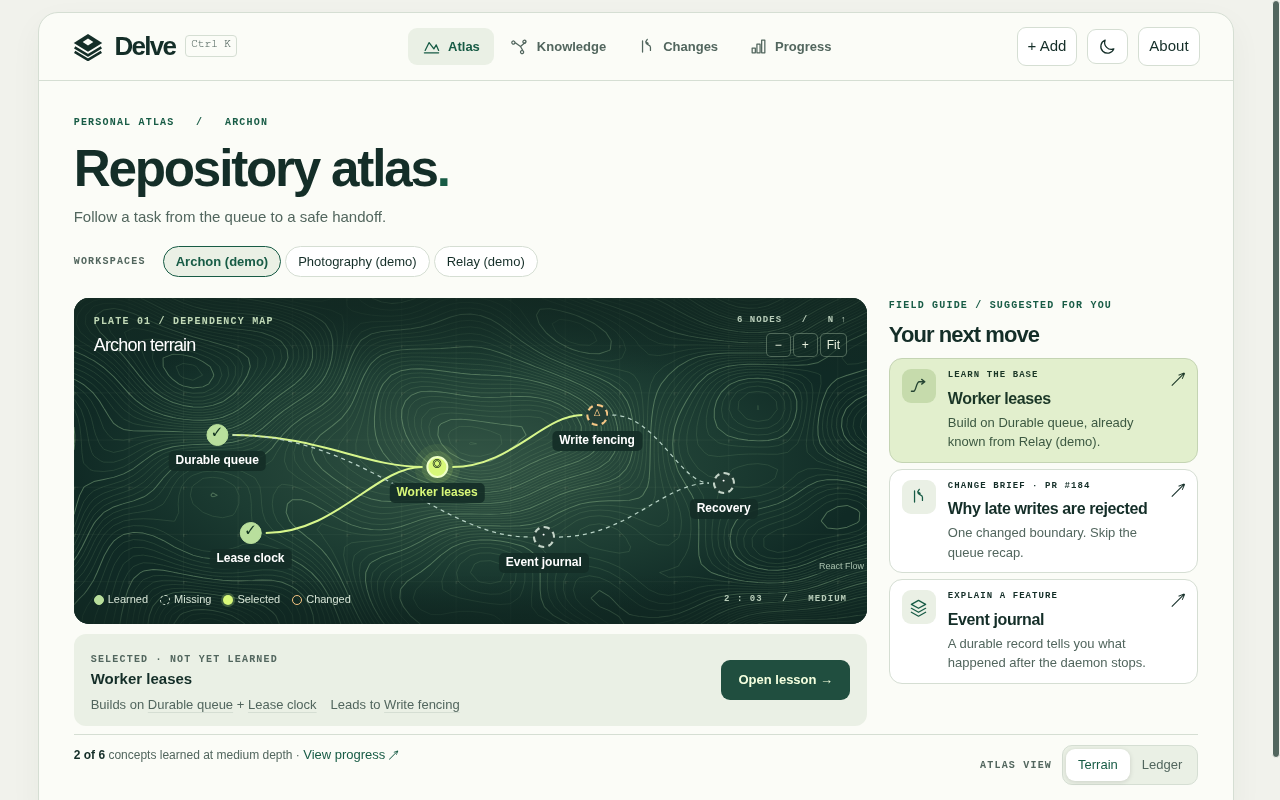 Delve
Ctrl K
Atlas
Knowledge
Changes
Progress
+ Add
About
PERSONAL ATLAS / ARCHON
Repository atlas.
Follow a task from the queue to a safe handoff.
WORKSPACES
Archon (demo)
Photography (demo)
Relay (demo)
PLATE 01 / DEPENDENCY MAP
Archon terrain
6 NODES / N ↑
− + Fit
Write fencing
Durable queue
Worker leases
Recovery
Lease clock
Event journal
React Flow
Learned
Missing
Selected
Changed
2 : 03 / MEDIUM
SELECTED · NOT YET LEARNED
Worker leases
Builds on Durable queue + Lease clock Leads to Write fencing
Open lesson →
FIELD GUIDE / SUGGESTED FOR YOU
Your next move
LEARN THE BASE
Worker leases
Build on Durable queue, already
known from Relay (demo).
CHANGE BRIEF · PR #184
Why late writes are rejected
One changed boundary. Skip the
queue recap.
EXPLAIN A FEATURE
Event journal
A durable record tells you what
happened after the daemon stops.
2 of 6 concepts learned at medium depth · View progress
ATLAS VIEW
Terrain
Ledger